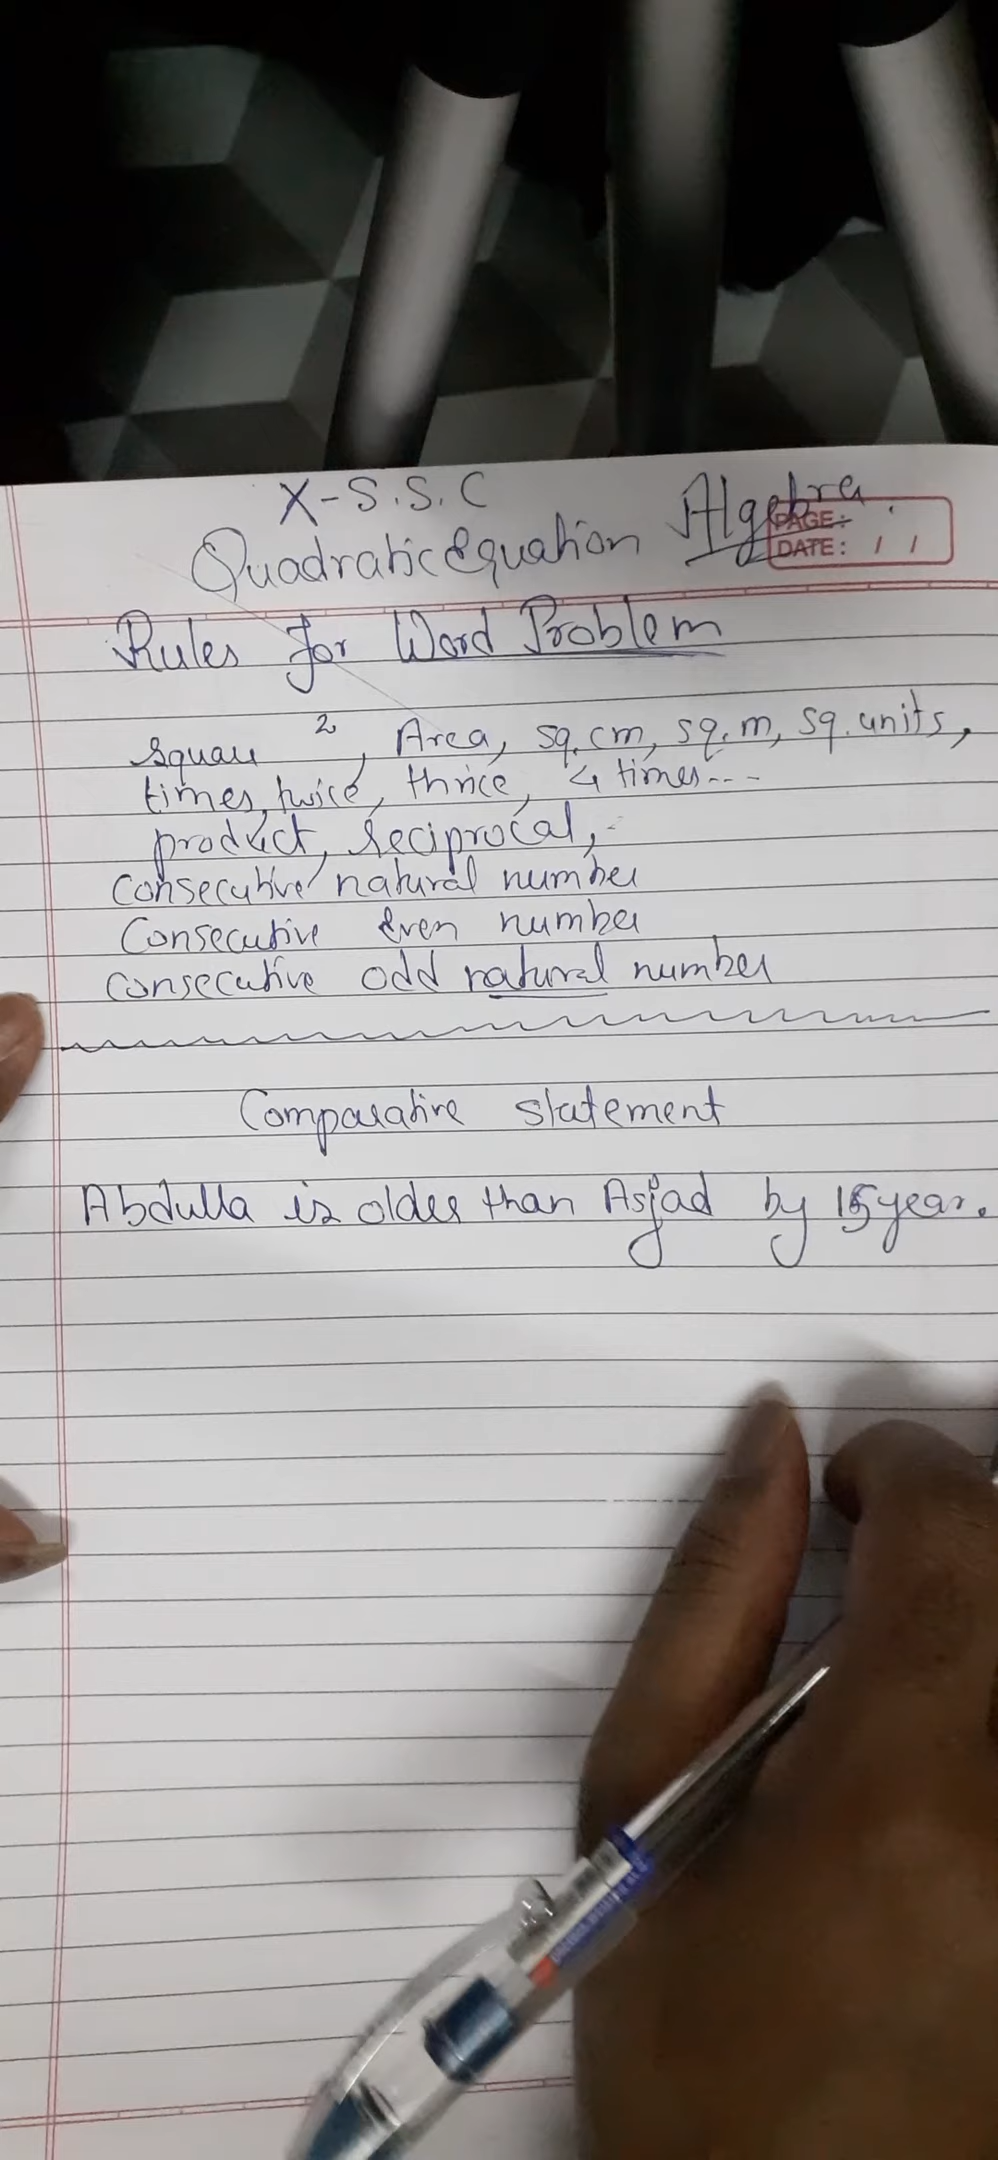 X-S.S.C
Quadratic equation Algebra
PAGE:
DATE: / /
Rules for Word Problem
square ², Area, sq.cm, sq.m, sq.units,
times, twice, thrice, 4 times---
product, reciprocal,
Consecutive natural number
Consecutive even number
consecutive odd natural number
Comparative statement
Abdulla is older than Asjad by 15 year.